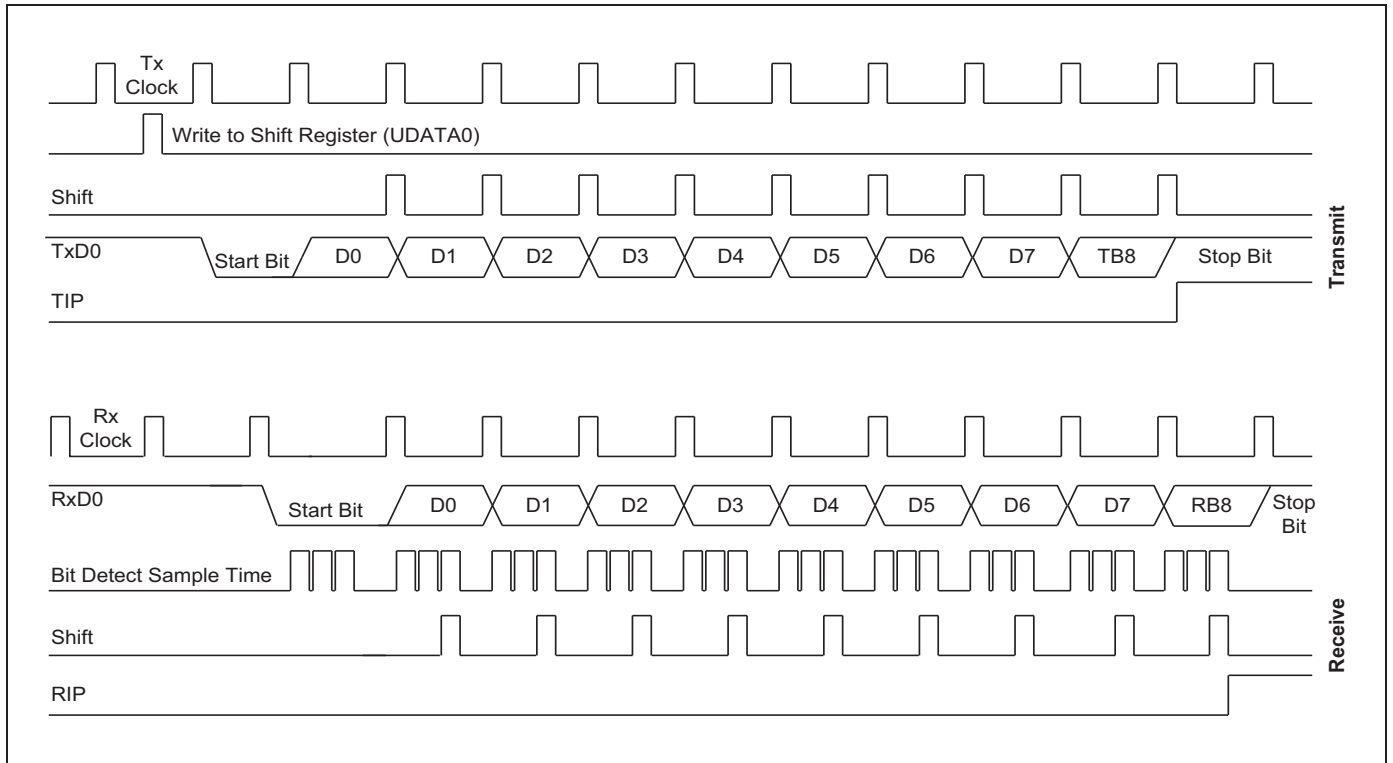 Tx
Clock
Write to Shift Register (UDATA0)
Shift
TxD0
Start Bit D0 D1 D2 D3 D4 D5 D6 D7 TB8 Stop Bit
TIP
Transmit
Rx
Clock
RxD0
Start Bit D0 D1 D2 D3 D4 D5 D6 D7 RB8 Stop
Bit
Bit Detect Sample Time
Shift
RIP
Receive